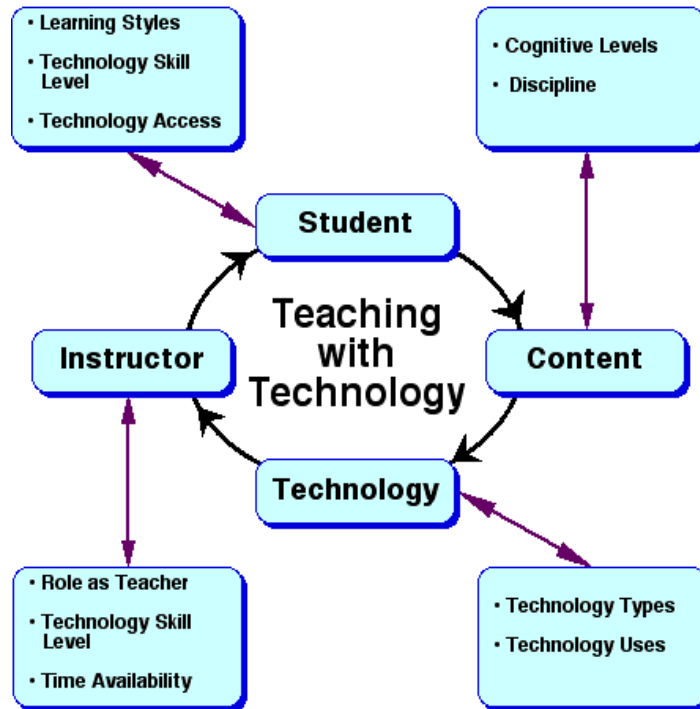 • Learning Styles
• Technology Skill
Level
• Technology Access
• Cognitive Levels
• Discipline
Student
Teaching
with
Technology
Instructor
Content
Technology
• Role as Teacher
• Technology Skill
Level
• Time Availability
• Technology Types
• Technology Uses